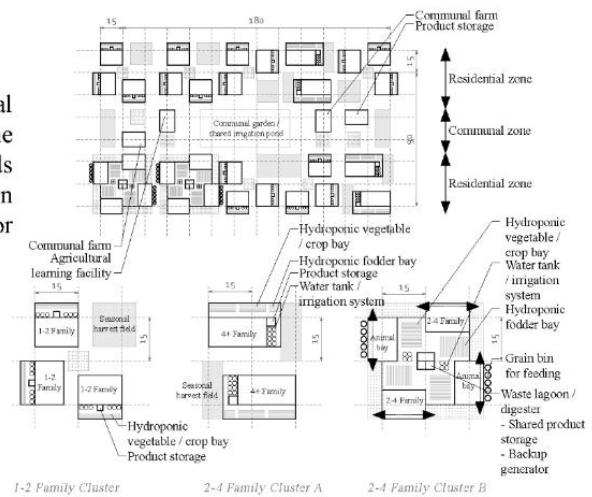 al
ne
ls
n
or
15
180
Communal farm
Product storage
15
Residential zone
Communal garden /
shared irrigation pond
Communal zone
90
Residential zone
Communal farm
Agricultural
learning facility
Hydroponic vegetable
/ crop bay
Hydroponic fodder bay
Product storage
Water tank /
irrigation system
Hydroponic
vegetable /
crop bay
Water tank
/ irrigation
system
Hydroponic
fodder bay
Grain bin
for feeding
Waste lagoon /
digester
- Shared product
storage
- Backup
generator
15
1-2 Family
Seasonal
harvest field
15
1-2
Family
1-2 Family
Hydroponic
vegetable / crop bay
Product storage
1-2 Family Cluster
15
4+ Family
15
Seasonal
harvest field
4+ Family
2-4 Family Cluster A
15
2-4 Family
Animal
bay
15
Animal
bay
2-4 Family
2-4 Family Cluster B